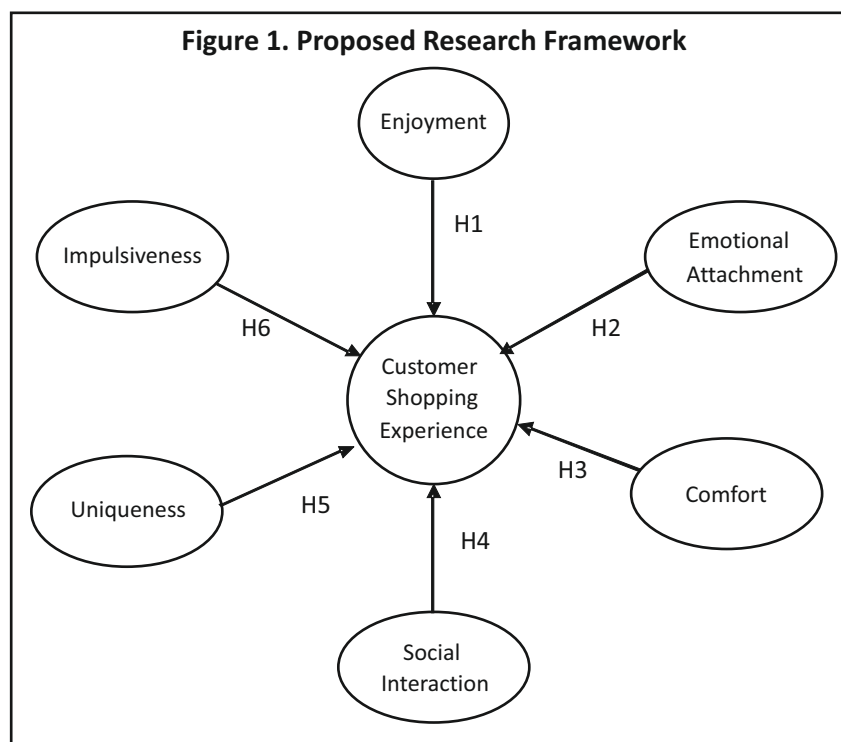 Figure 1. Proposed Research Framework
Enjoyment
H1
Impulsiveness
Emotional
Attachment
H6
H2
Customer
Shopping
Experience
H3
Comfort
Uniqueness
H5
H4
Social
Interaction